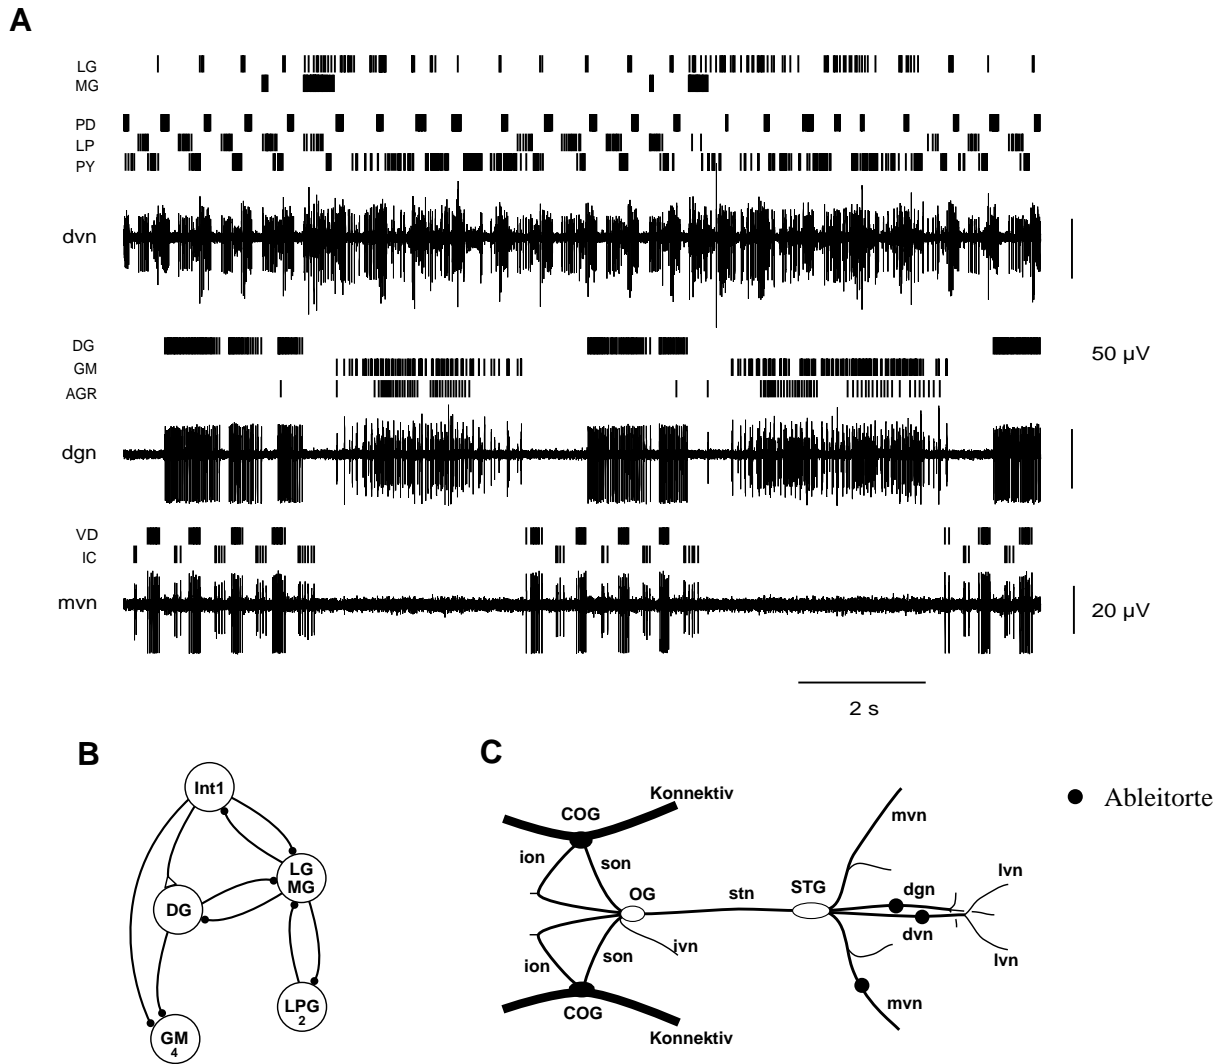 A
LG
MG
PD
LP
PY
dvn
DG
GM
AGR
50 µV
dgn
VD
IC
mvn
20 µV
2 s
B
Int1
LG
MG
DG
LPG
2
GM
4
C
Konnektiv
COG
ion
son
OG
stn
STG
mvn
dgn
lvn
dvn
ivn
son
ion
lvn
COG
mvn
Konnektiv
Ableitorte